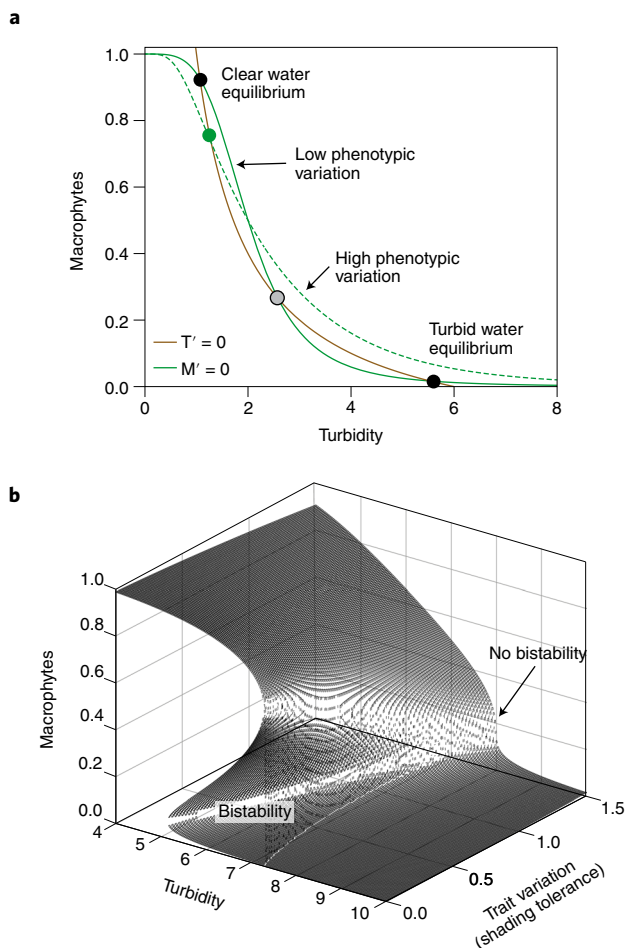 a
1.0
0.8
0.6
0.4
0.2
0.0
Macrophytes
Clear water
equilibrium
Low phenotypic
variation
High phenotypic
variation
Turbid water
equilibrium
T′ = 0
M′ = 0
0
2
4
6
8
Turbidity
b
1.0
0.8
0.6
0.4
0.2
0.0
Macrophytes
No bistability
Bistability
4
5
6
7
8
9
10
Turbidity
0.0
0.5
1.0
1.5
Trait variation
(shading tolerance)